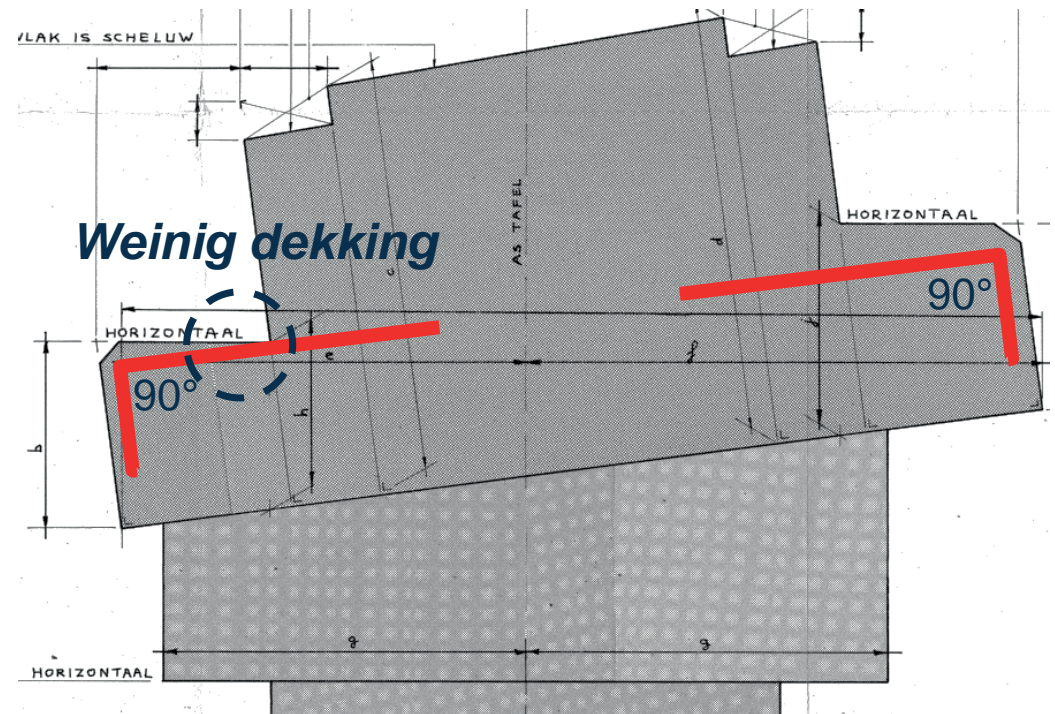 VLAK IS SCHELUW
AS TAFEL
HORIZONTAAL
Weinig dekking
c
d
j
90°
HORIZONTAAL
e
f
90°
h
b
g
g
HORIZONTAAL